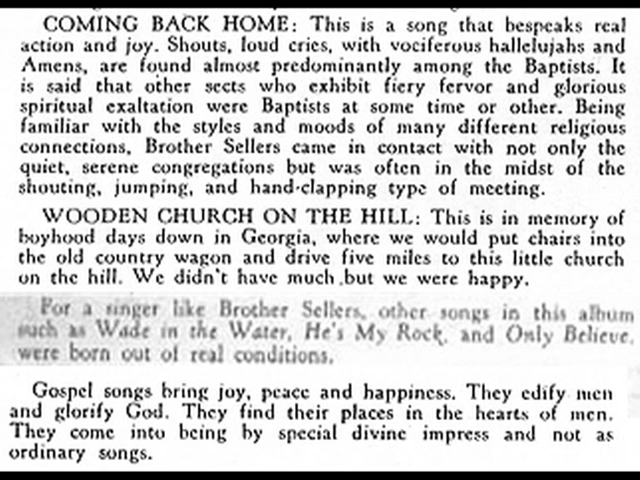 COMING BACK HOME: This is a song that bespeaks real
action and joy. Shouts, loud cries, with vociferous hallelujahs and
Amens, are found almost predominantly among the Baptists. It
is said that other sects who exhibit fiery fervor and glorious
spiritual exaltation were Baptists at some time or other. Being
familiar with the styles and moods of many different religious
connections, Brother Sellers came in contact with not only the
quiet, serene congregations but was often in the midst of the
shouting, jumping, and hand-clapping type of meeting.
WOODEN CHURCH ON THE HILL: This is in memory of
boyhood days down in Georgia, where we would put chairs into
the old country wagon and drive five miles to this little church
on the hill. We didn't have much but we were happy.
For a singer like Brother Sellers, other songs in this album
such as Wade in the Water, He's My Rock, and Only Believe,
were born out of real conditions.
Gospel songs bring joy, peace and happiness. They edify men
and glorify God. They find their places in the hearts of men.
They come into being by special divine impress and not as
ordinary songs.